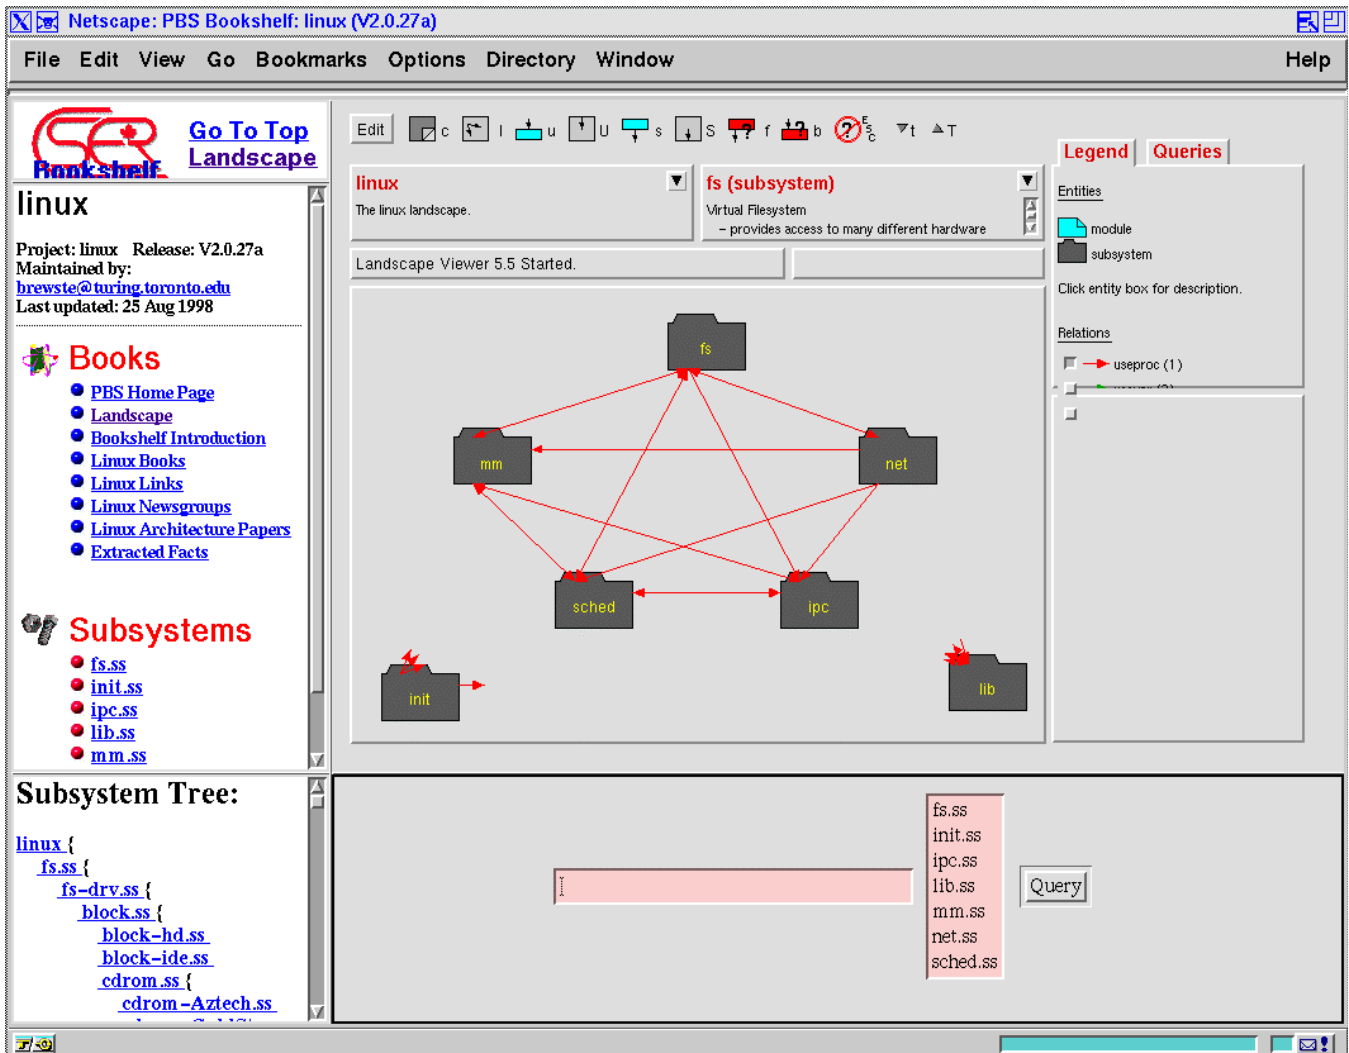 Netscape: PBS Bookshelf: linux (V2.0.27a)
File Edit View Go Bookmarks Options Directory Window Help
Bookshelf
Go To Top
Landscape
linux
Project: linux Release: V2.0.27a
Maintained by:
brewste@turing.toronto.edu
Last updated: 25 Aug 1998
Books
PBS Home Page
Landscape
Bookshelf Introduction
Linux Books
Linux Links
Linux Newsgroups
Linux Architecture Papers
Extracted Facts
Subsystems
fs.ss
init.ss
ipc.ss
lib.ss
mm.ss
Subsystem Tree:
linux {
fs.ss {
fs-drv.ss {
block.ss {
block-hd.ss
block-ide.ss
cdrom.ss {
cdrom-Aztech.ss
Edit c l u U s S f b Esc t T
linux
The linux landscape.
fs (subsystem)
Virtual Filesystem
– provides access to many different hardware
Landscape Viewer 5.5 Started.
fs
mm
net
sched
ipc
init
lib
Legend Queries
Entities
module
subsystem
Click entity box for description.
Relations
useproc (1)
fs.ss
init.ss
ipc.ss
lib.ss
mm.ss
net.ss
sched.ss
Query